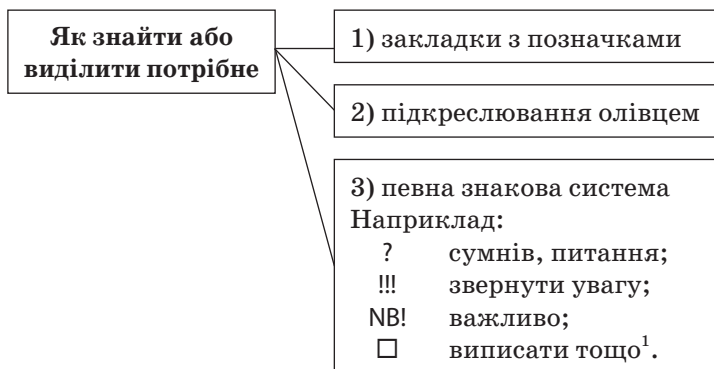 Як знайти або
виділити потрібне
1) закладки з позначками
2) підкреслювання олівцем
3) певна знакова система
Наприклад:
? сумнів, питання;
!!! звернути увагу;
NB! важливо;
□ виписати тощо¹.